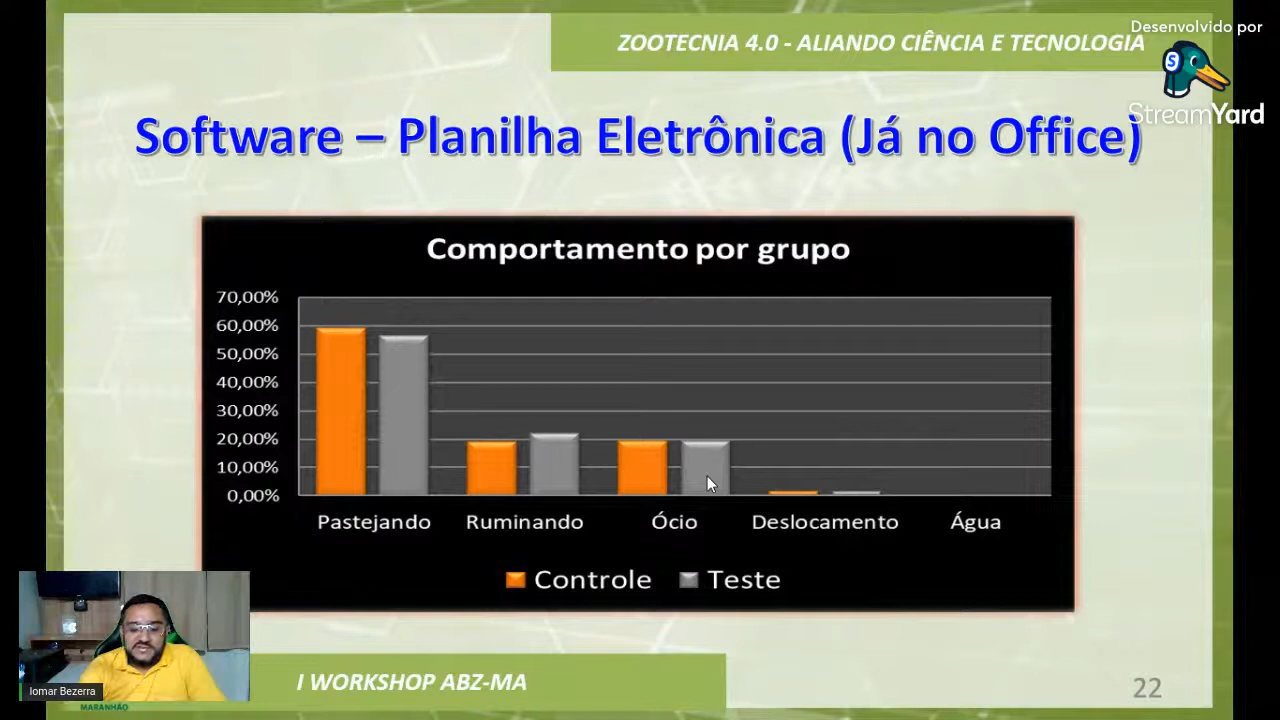 Desenvolvido por
StreamYard
ZOOTECNIA 4.0 - ALIANDO CIÊNCIA E TECNOLOGIA
Software – Planilha Eletrônica (Já no Office)
Comportamento por grupo
70,00%
60,00%
50,00%
40,00%
30,00%
20,00%
10,00%
0,00%
Pastejando Ruminando Ócio Deslocamento Água
Controle Teste
Iomar Bezerra
MARANHÃO
I WORKSHOP ABZ-MA
22